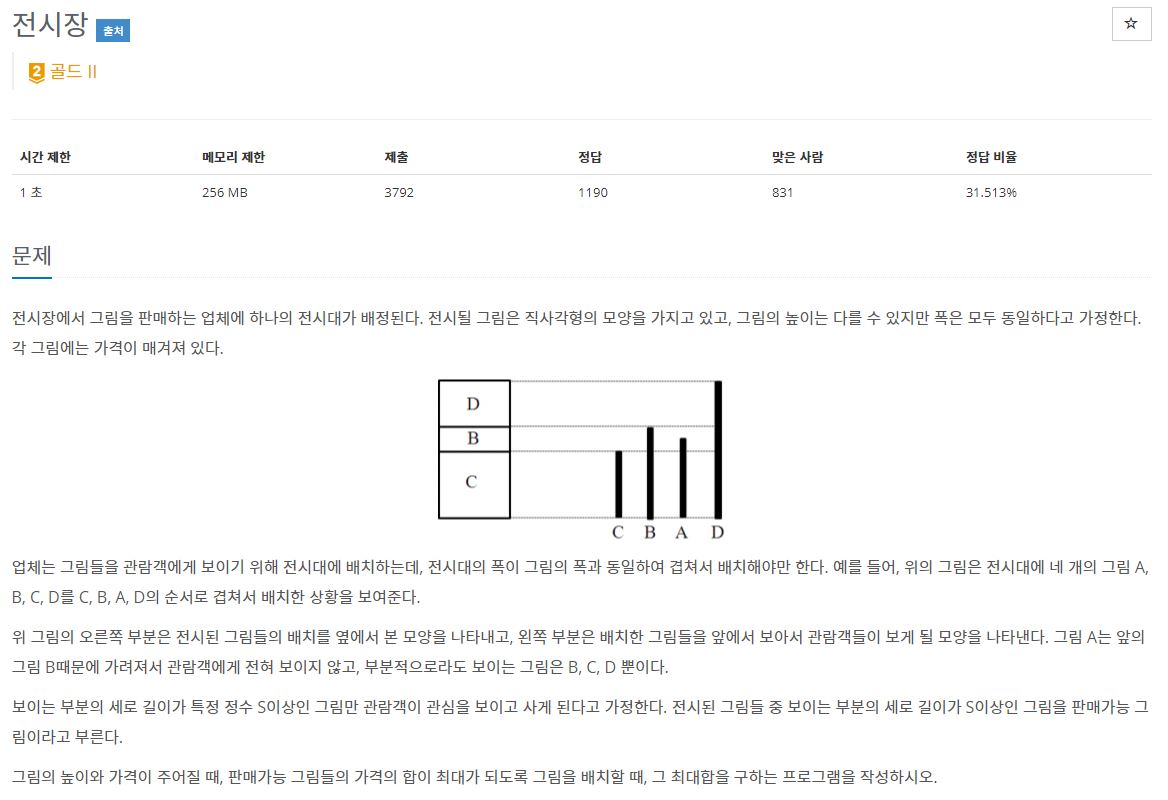 전시장 출처
☆
2 골드 II
시간 제한 메모리 제한 제출 정답 맞은 사람 정답 비율
1 초 256 MB 3792 1190 831 31.513%
문제
전시장에서 그림을 판매하는 업체에 하나의 전시대가 배정된다. 전시될 그림은 직사각형의 모양을 가지고 있고, 그림의 높이는 다를 수 있지만 폭은 모두 동일하다고 가정한다.
각 그림에는 가격이 매겨져 있다.
D
B
C
C B A D
업체는 그림들을 관람객에게 보이기 위해 전시대에 배치하는데, 전시대의 폭이 그림의 폭과 동일하여 겹쳐서 배치해야만 한다. 예를 들어, 위의 그림은 전시대에 네 개의 그림 A,
B, C, D를 C, B, A, D의 순서로 겹쳐서 배치한 상황을 보여준다.
위 그림의 오른쪽 부분은 전시된 그림들의 배치를 옆에서 본 모양을 나타내고, 왼쪽 부분은 배치한 그림들을 앞에서 보아서 관람객들이 보게 될 모양을 나타낸다. 그림 A는 앞의
그림 B때문에 가려져서 관람객에게 전혀 보이지 않고, 부분적으로라도 보이는 그림은 B, C, D 뿐이다.
보이는 부분의 세로 길이가 특정 정수 S이상인 그림만 관람객이 관심을 보이고 사게 된다고 가정한다. 전시된 그림들 중 보이는 부분의 세로 길이가 S이상인 그림을 판매가능 그
림이라고 부른다.
그림의 높이와 가격이 주어질 때, 판매가능 그림들의 가격의 합이 최대가 되도록 그림을 배치할 때, 그 최대합을 구하는 프로그램을 작성하시오.